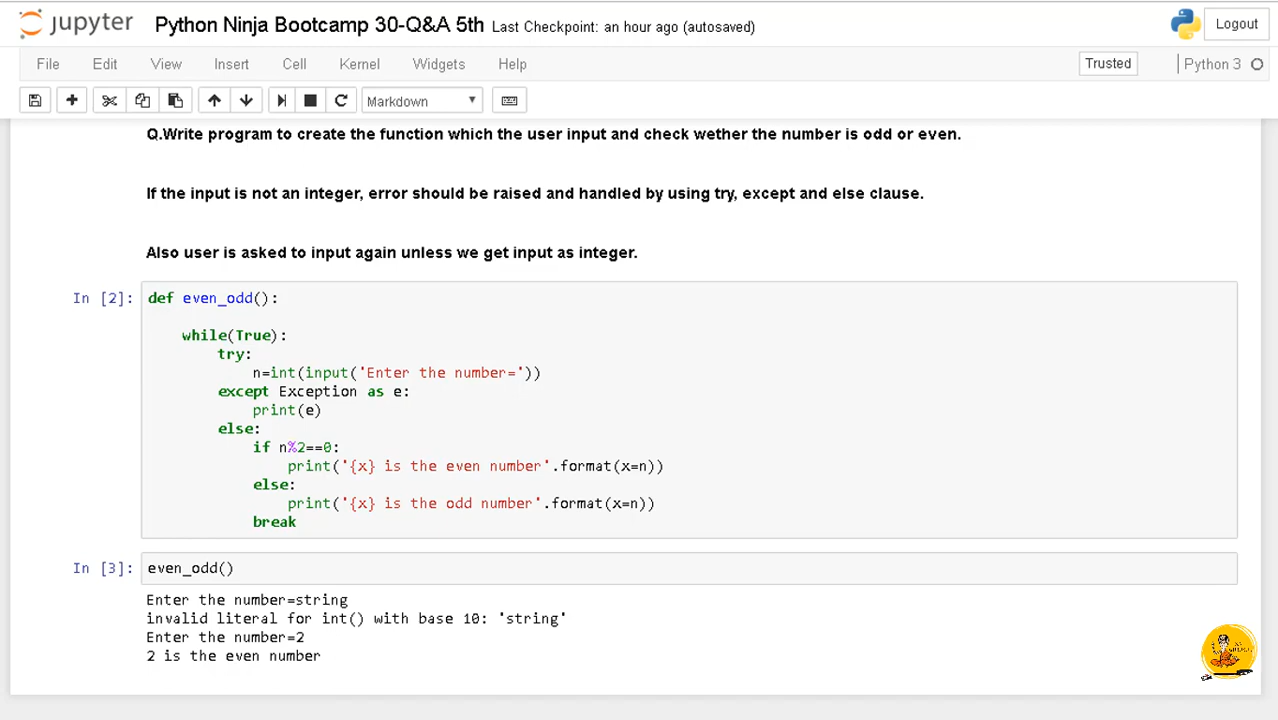 jupyter Python Ninja Bootcamp 30-Q&A 5th Last Checkpoint: an hour ago (autosaved) Logout
File Edit View Insert Cell Kernel Widgets Help Trusted Python 3
Markdown
Q.Write program to create the function which the user input and check wether the number is odd or even.
If the input is not an integer, error should be raised and handled by using try, except and else clause.
Also user is asked to input again unless we get input as integer.
In [2]: def even_odd():
while(True):
try:
n=int(input('Enter the number='))
except Exception as e:
print(e)
else:
if n%2==0:
print('{x} is the even number'.format(x=n))
else:
print('{x} is the odd number'.format(x=n))
break
In [3]: even_odd()
Enter the number=string
invalid literal for int() with base 10: 'string'
Enter the number=2
2 is the even number